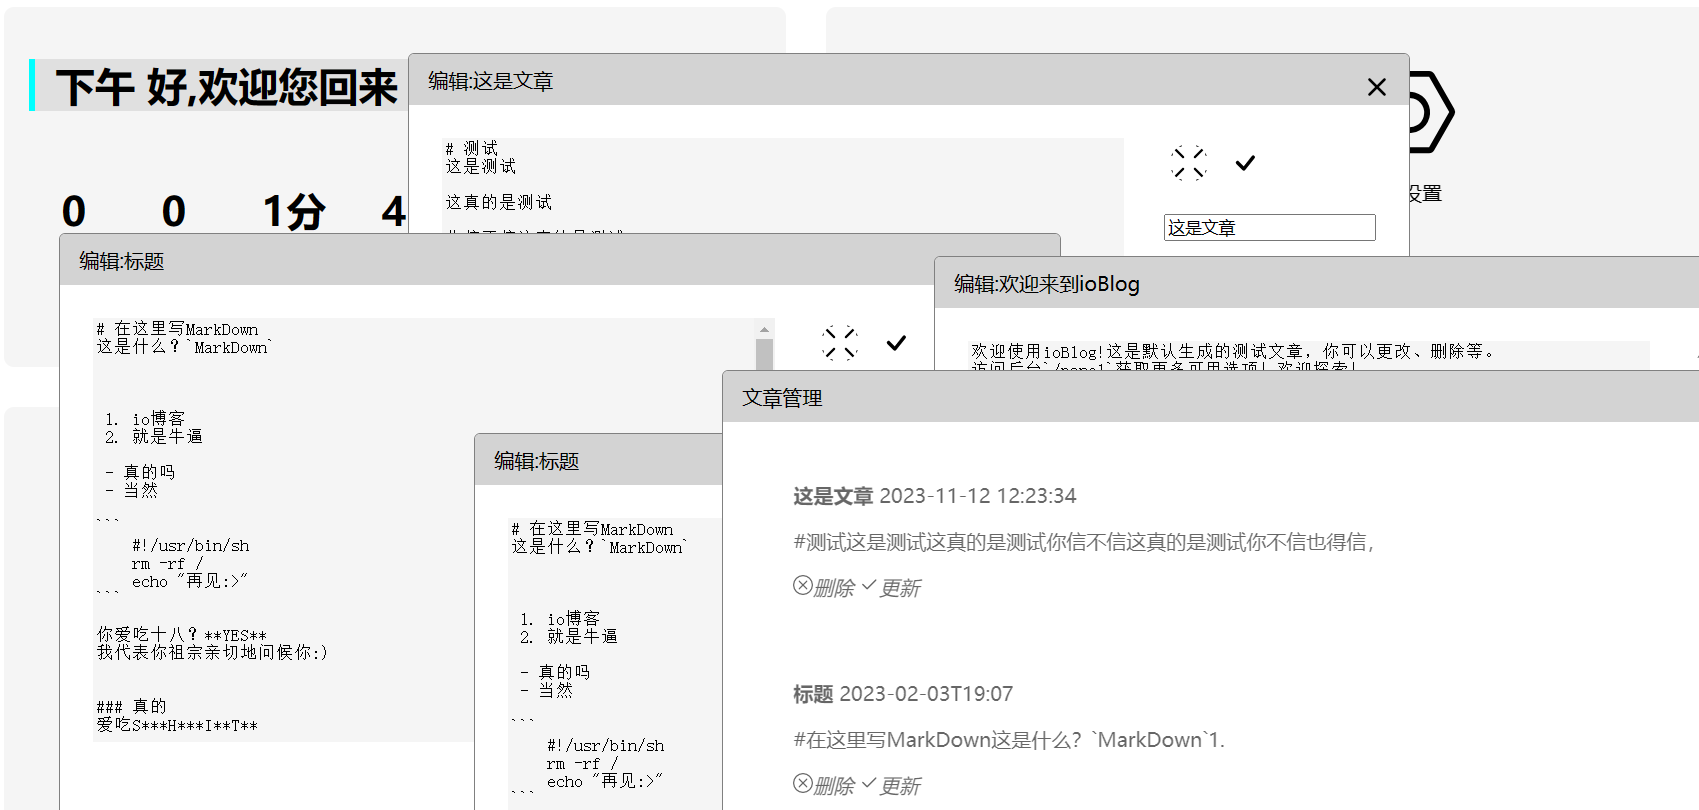 下午 好,欢迎您回来
0 0 1分 4
设置
编辑:这是文章
# 测试
这是测试
这真的是测试
这是文章
编辑:标题
# 在这里写MarkDown
这是什么？`MarkDown`
1. io博客
2. 就是牛逼
- 真的吗
- 当然
```
#!/usr/bin/sh
rm -rf /
echo "再见:>"
```
你爱吃十八？**YES**
我代表你祖宗亲切地问候你:)
### 真的
爱吃S***H***I**T**
编辑:欢迎来到ioBlog
欢迎使用ioBlog!这是默认生成的测试文章，你可以更改、删除等。
编辑:标题
# 在这里写MarkDown
这是什么？`MarkDown`
1. io博客
2. 就是牛逼
- 真的吗
- 当然
```
#!/usr/bin/sh
rm -rf /
echo "再见:>"
```
文章管理
这是文章 2023-11-12 12:23:34
#测试这是测试这真的是测试你信不信这真的是测试你不信也得信，
删除 更新
标题 2023-02-03T19:07
#在这里写MarkDown这是什么？`MarkDown`1.
删除 更新